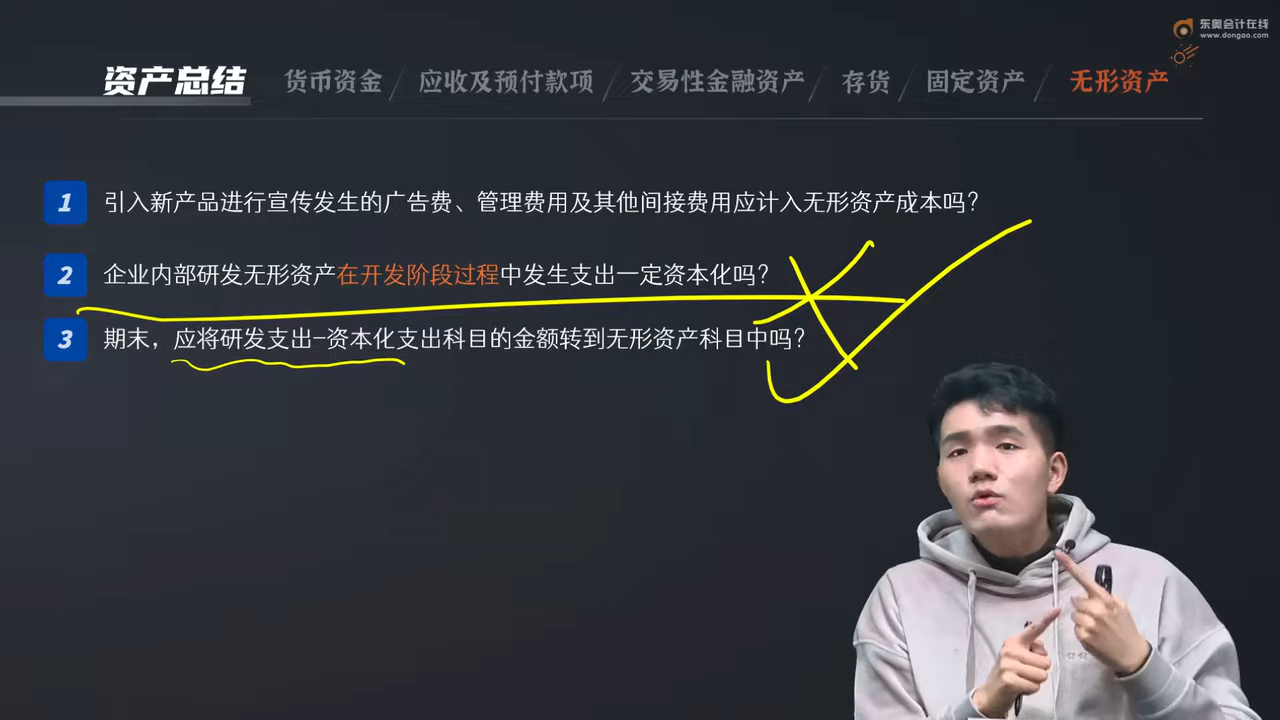 东奥会计在线
www.dongao.com
资产总结 货币资金 / 应收及预付款项 / 交易性金融资产 / 存货 / 固定资产 / 无形资产
1 引入新产品进行宣传发生的广告费、管理费用及其他间接费用应计入无形资产成本吗?
2 企业内部研发无形资产在开发阶段过程中发生支出一定资本化吗?
3 期末，应将研发支出-资本化支出科目的金额转到无形资产科目中吗?